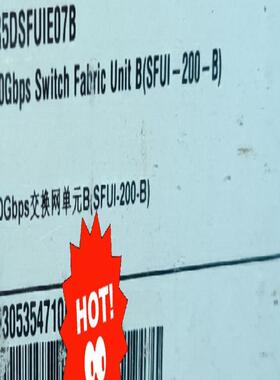 5DSFUIE07B
0Gbps Switch Fabric Unit B(SFUI-200-B)
0Gbps交换网单元B(SFUI-200-B)
305354710
HOT!